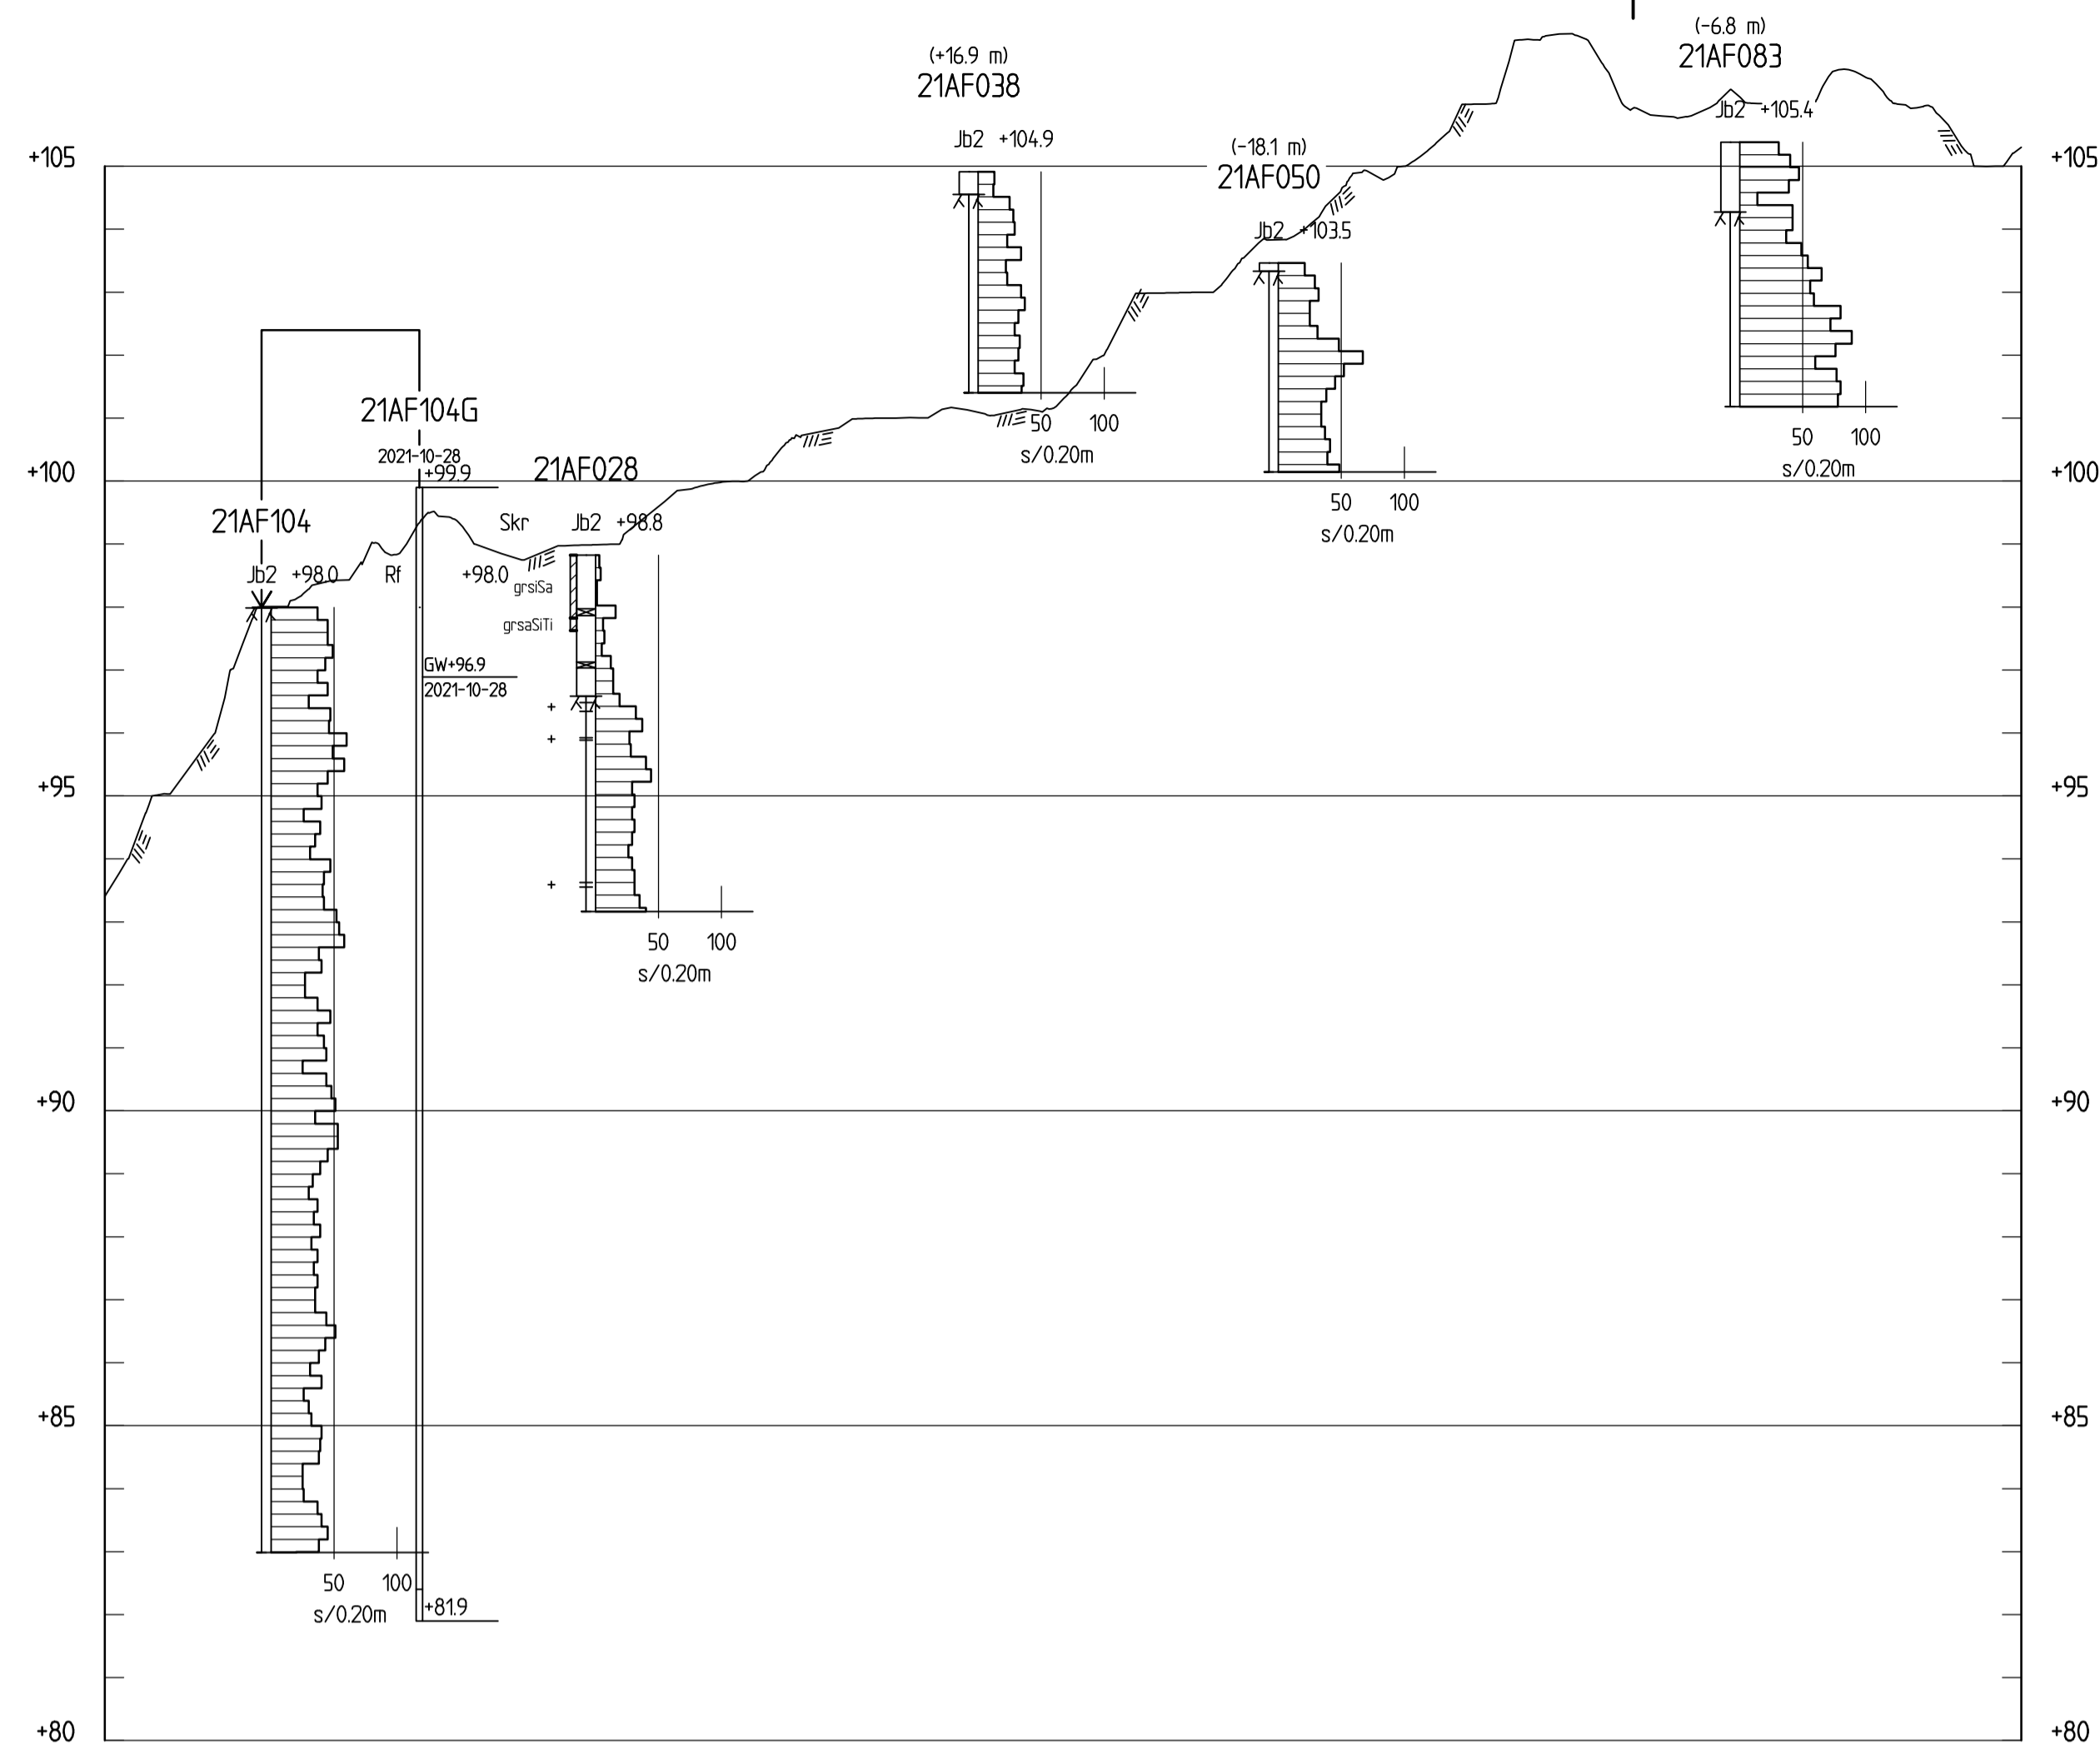 (-6.8 m)
21AF083
(+16.9 m)
21AF038
Jb2 +105.4
Jb2 +104.9
(-18.1 m)
+105
+105
21AF050
Jb2 +103.5
21AF104G
50 100
50 100
2021-10-28
s/0.20m
+100
+99.9
21AF028
s/0.20m
+100
50 100
21AF104
Skr
Jb2 +98.8
s/0.20m
Jb2 +98.0
Rf
+98.0
grsiSa
grsaSiTi
GW+96.9
2021-10-28
+
+
+95
+95
+
50 100
s/0.20m
+90
+90
+85
+85
50 100
+81.9
s/0.20m
+80
+80